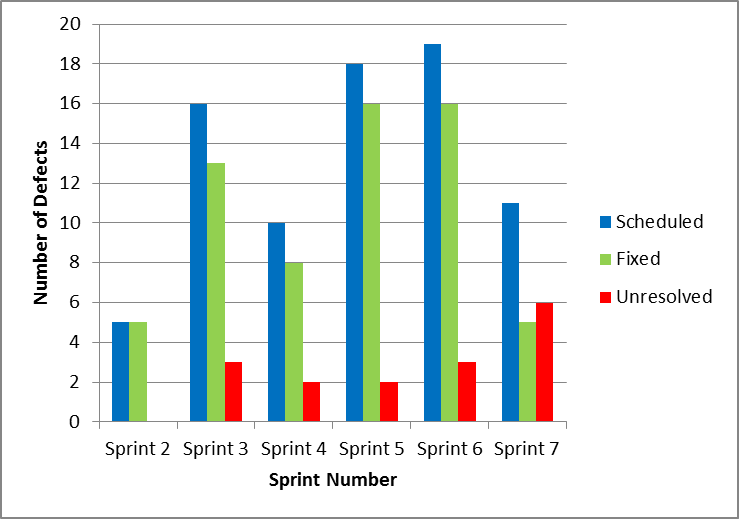 20
18
16
14
12
10
8
6
4
2
0
Number of Defects
Sprint 2 Sprint 3 Sprint 4 Sprint 5 Sprint 6 Sprint 7
Sprint Number
Scheduled
Fixed
Unresolved